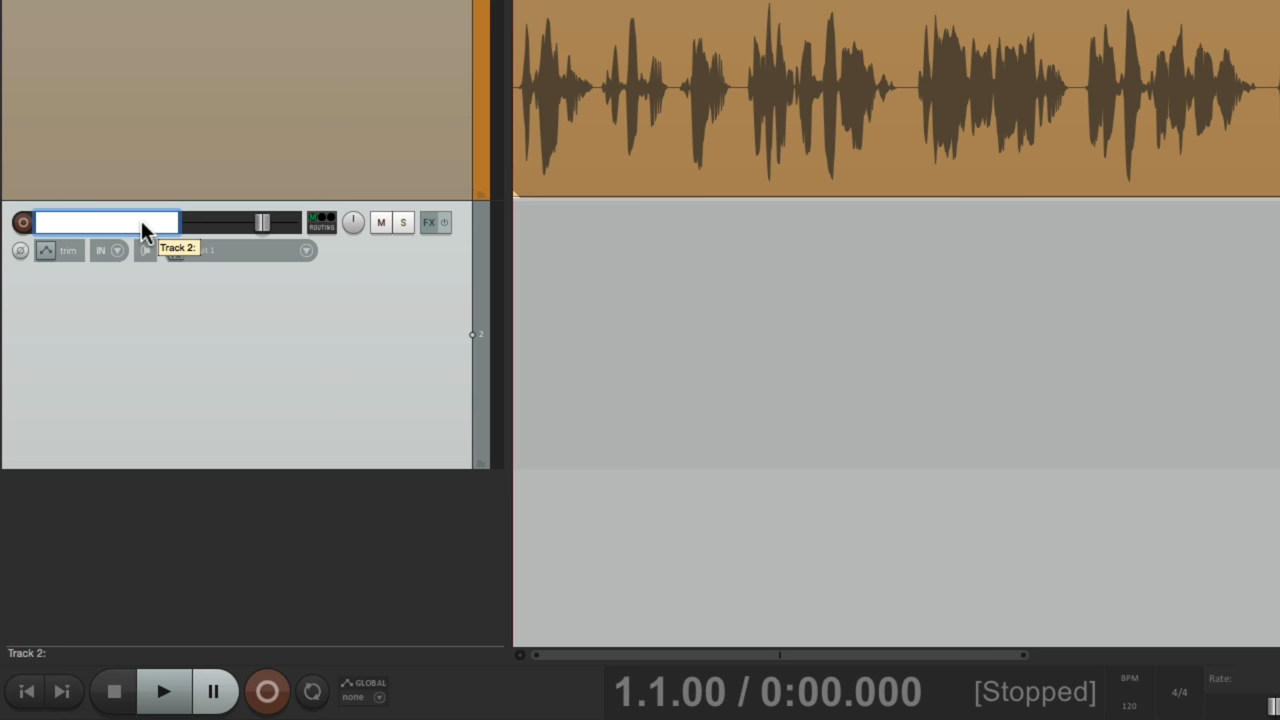 M
ROUTING
M
S
FX
trim
IN
Track 2:
2
Track 2:
GLOBAL
none
1.1.00 / 0:00.000
[Stopped]
BPM
120
4/4
Rate: